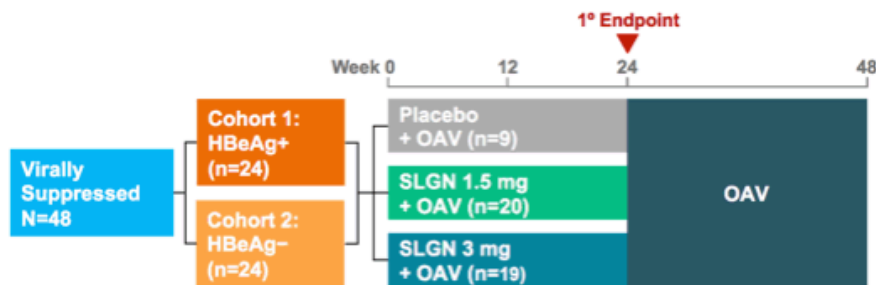 1º Endpoint
Week 0 12 24 48
Virally
Suppressed
N=48
Cohort 1:
HBeAg+
(n=24)
Cohort 2:
HBeAg−
(n=24)
Placebo
+ OAV (n=9)
SLGN 1.5 mg
+ OAV (n=20)
SLGN 3 mg
+ OAV (n=19)
OAV